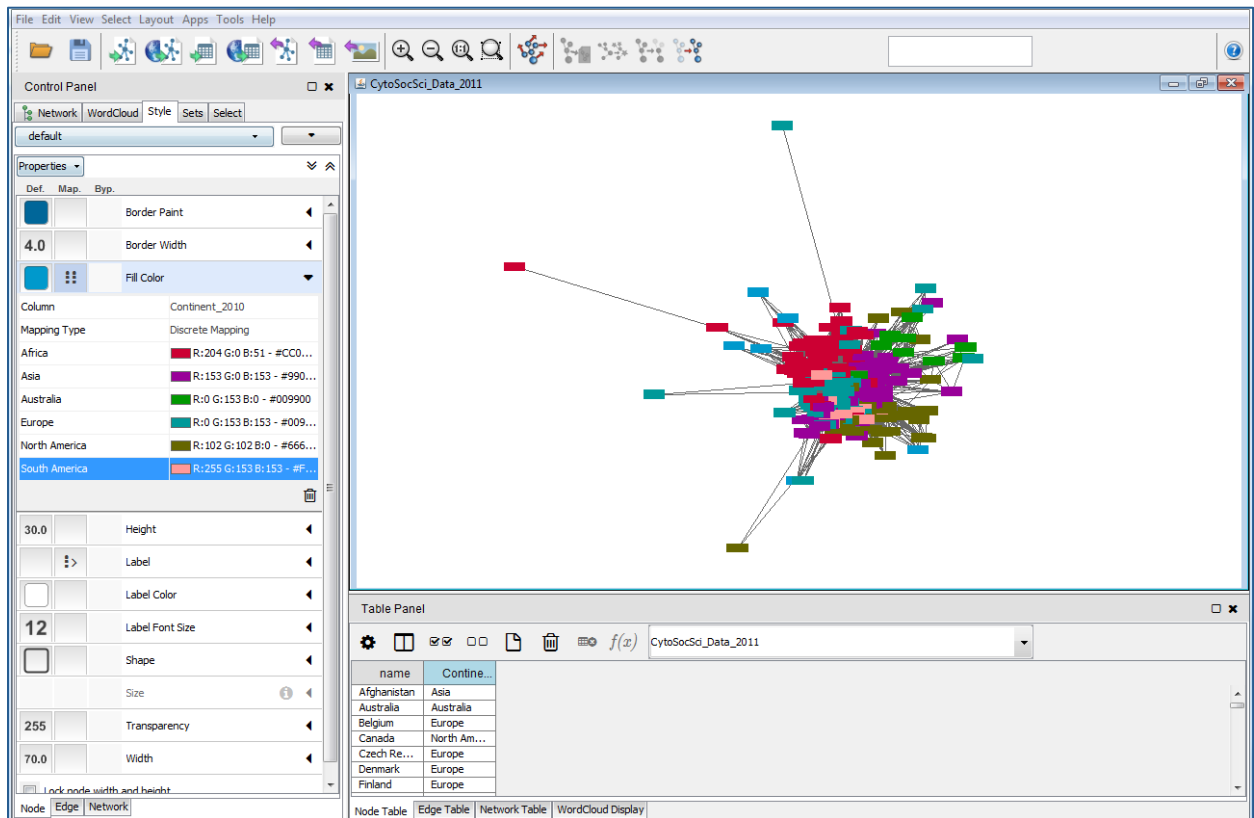 File Edit View Select Layout Apps Tools Help
1:1
Control Panel
CytoSocSci_Data_2011
Network WordCloud Style Sets Select
default
Properties
Def. Map. Byp.
Border Paint
4.0 Border Width
Fill Color
Column Continent_2010
Mapping Type Discrete Mapping
Africa R:204 G:0 B:51 - #CC0...
Asia R:153 G:0 B:153 - #990...
Australia R:0 G:153 B:0 - #009900
Europe R:0 G:153 B:153 - #009...
North America R:102 G:102 B:0 - #666...
South America R:255 G:153 B:153 - #F...
30.0 Height
Label
Label Color
12 Label Font Size
Shape
Size
255 Transparency
70.0 Width
Lock node width and height
Node Edge Network
Table Panel
f(x) CytoSocSci_Data_2011
name Contine...
Afghanistan Asia
Australia Australia
Belgium Europe
Canada North Am...
Czech Re... Europe
Denmark Europe
Finland Europe
Node Table Edge Table Network Table WordCloud Display